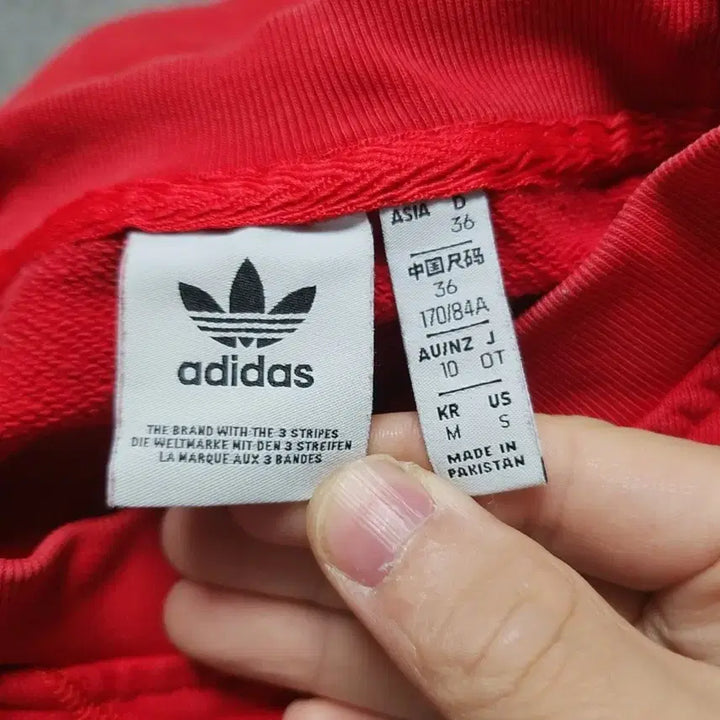 adidas
THE BRAND WITH THE 3 STRIPES
DIE WELTMARKE MIT DEN 3 STREIFEN
LA MARQUE AUX 3 BANDES
ASIA D
36
中国尺码
36
170/84A
AU/NZ J
10 OT
KR US
M S
MADE IN
PAKISTAN